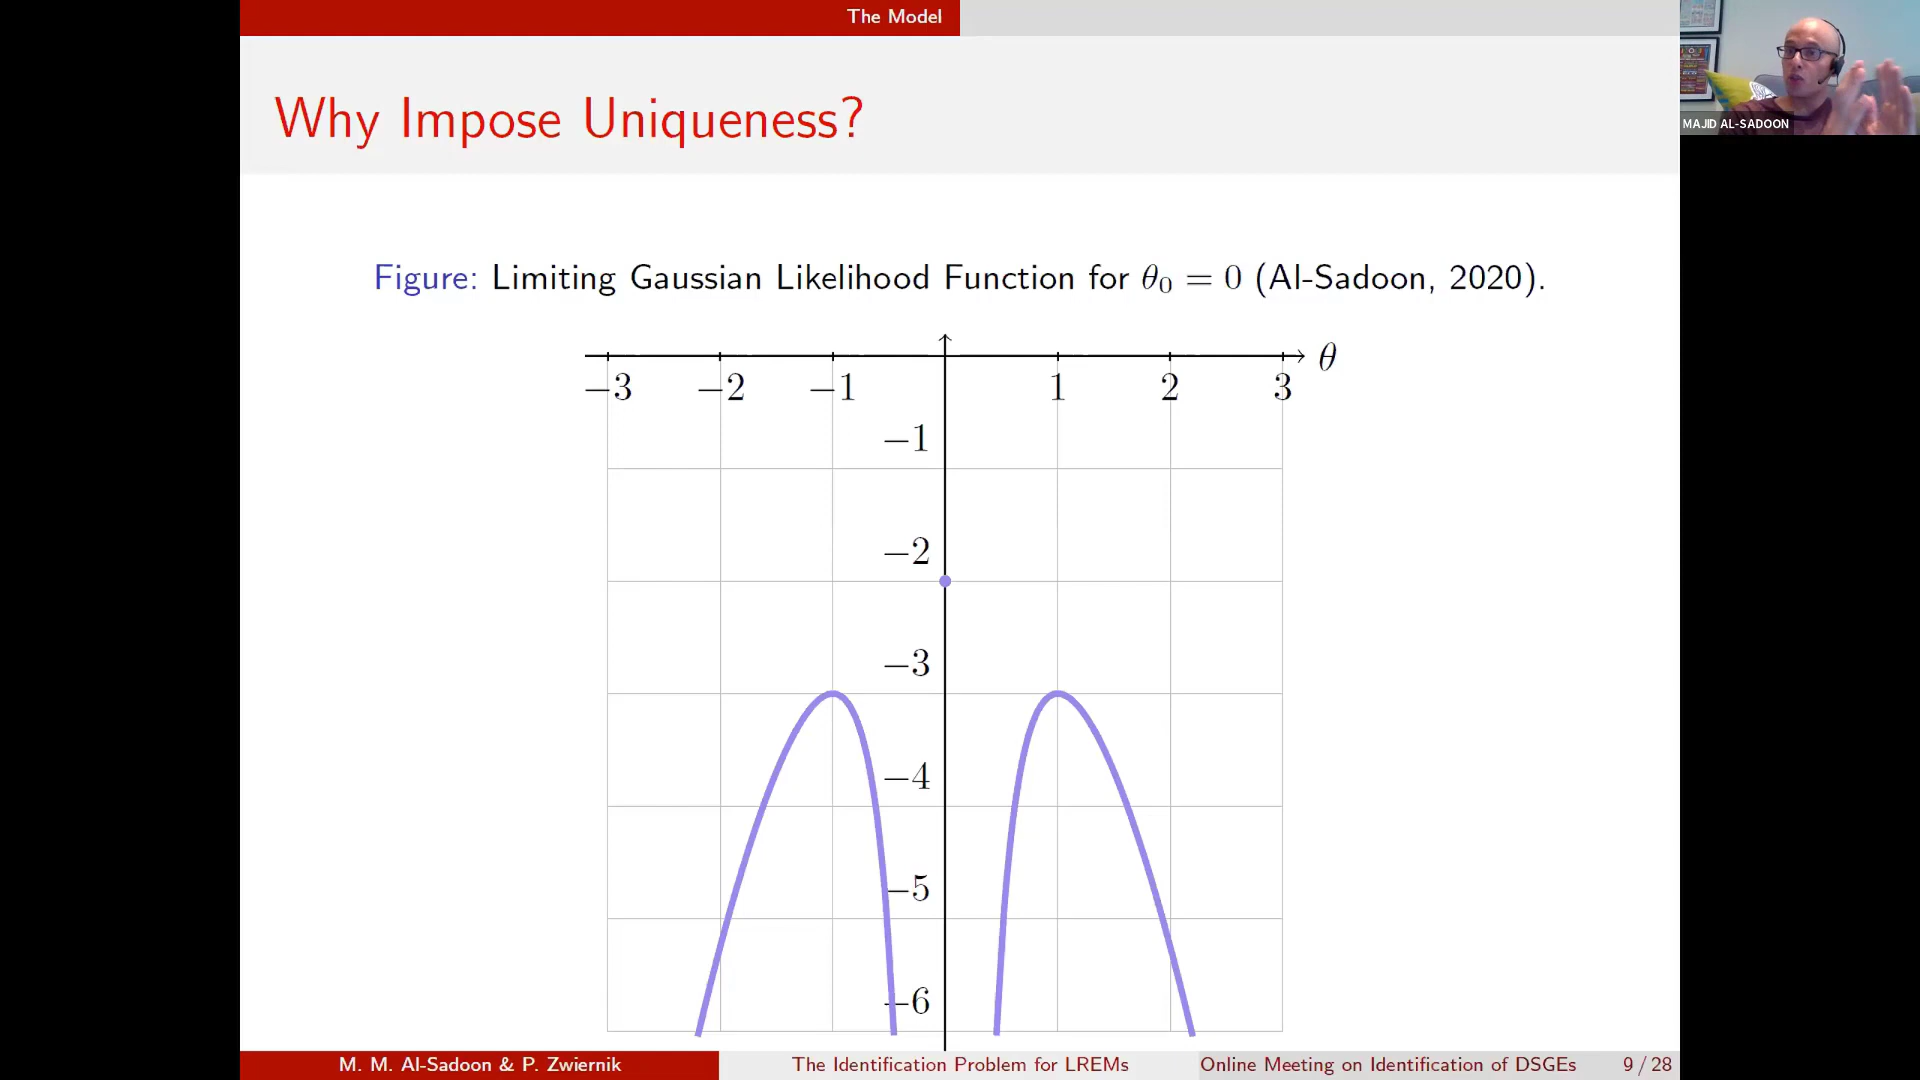 The Model
MAJID AL-SADOON
Why Impose Uniqueness?
Figure: Limiting Gaussian Likelihood Function for θ₀ = 0 (Al-Sadoon, 2020).
θ
−3 −2 −1 1 2 3
−1
−2
−3
−4
−5
−6
M. M. Al-Sadoon & P. Zwiernik The Identification Problem for LREMs Online Meeting on Identification of DSGEs 9 / 28